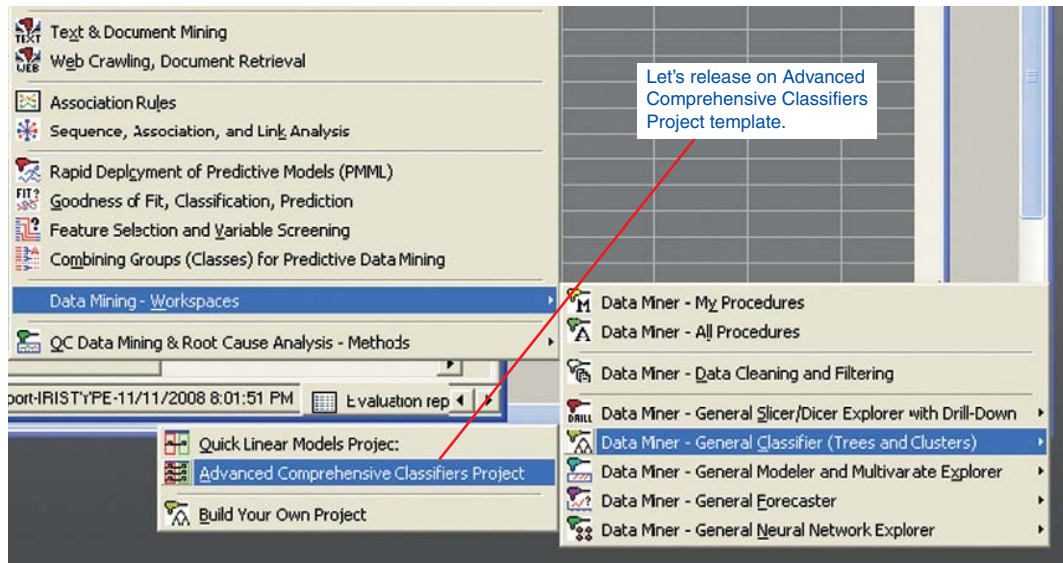 TEXT
Text & Document Mining
WEB
Web Crawling, Document Retrieval
Association Rules
Sequence, Association, and Link Analysis
Rapid Deployment of Predictive Models (PMML)
FIT?
Goodness of Fit, Classification, Prediction
Feature Selection and Variable Screening
Combining Groups (Classes) for Predictive Data Mining
Data Mining - Workspaces
QC Data Mining & Root Cause Analysis - Methods
Let's release on Advanced
Comprehensive Classifiers
Project template.
M
Data Miner - My Procedures
A
Data Miner - All Procedures
Data Miner - Data Cleaning and Filtering
DRILL
Data Miner - General Slicer/Dicer Explorer with Drill-Down
Data Miner - General Classifier (Trees and Clusters)
Data Miner - General Modeler and Multivarate Explorer
Data Miner - General Forecaster
Data Miner - General Neural Network Explorer
port-IRISTYPE-11/11/2008 8:01:51 PM
Evaluation rep
Quick Linear Models Project
Advanced Comprehensive Classifiers Project
Build Your Own Project